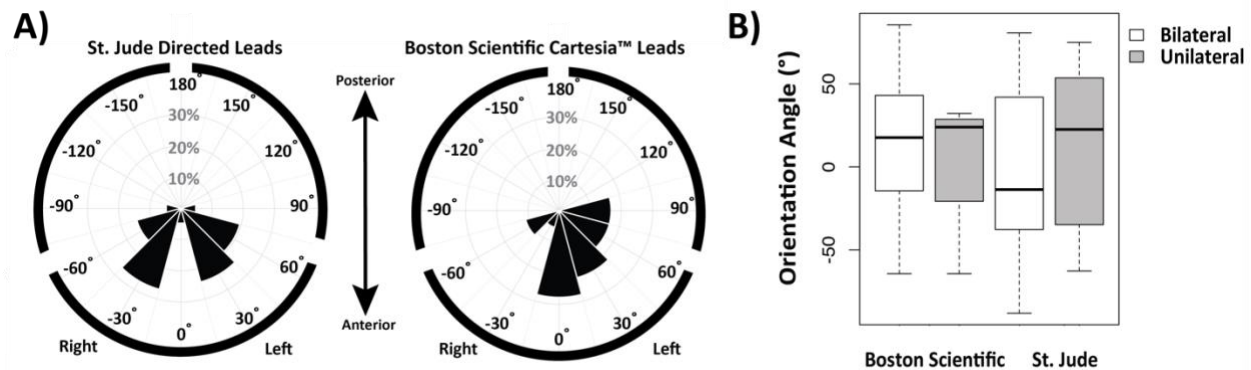 A)
St. Jude Directed Leads
180°
-150°
150°
30%
-120°
120°
20%
10%
-90°
90°
-60°
60°
-30°
30°
0°
Right
Left
Posterior
Anterior
Boston Scientific Cartesia™ Leads
180°
-150°
150°
30%
-120°
120°
20%
10%
-90°
90°
-60°
60°
-30°
30°
0°
Right
Left
B)
Orientation Angle (°)
50
0
-50
Boston Scientific
St. Jude
Bilateral
Unilateral